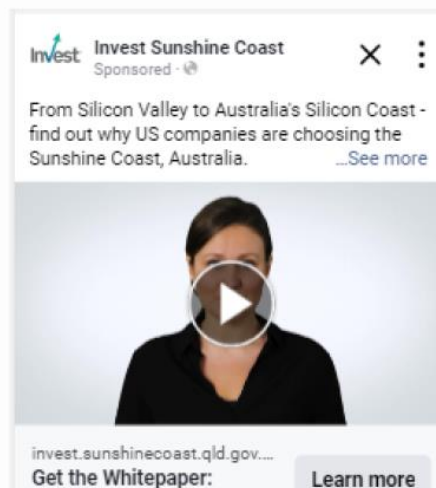 Invest Invest Sunshine Coast
Sponsored ·
From Silicon Valley to Australia's Silicon Coast -
find out why US companies are choosing the
Sunshine Coast, Australia. ...See more
invest.sunshinecoast.qld.gov....
Get the Whitepaper:
Learn more